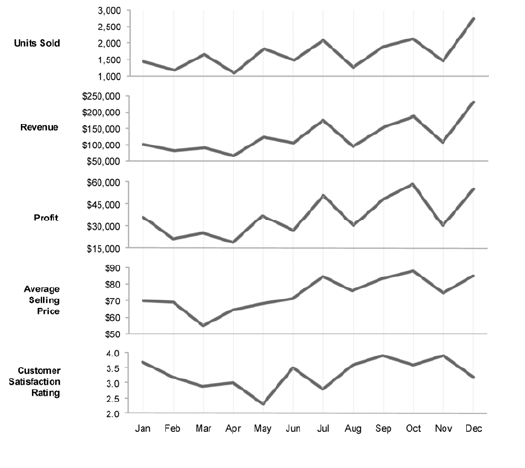 3,000
2,500
Units Sold
2,000
1,500
1,000
$250,000
$200,000
Revenue
$150,000
$100,000
$50,000
$60,000
$45,000
Profit
$30,000
$15,000
$90
$80
Average
Selling
Price
$70
$60
$50
4.0
3.5
Customer
Satisfaction
Rating
3.0
2.5
2.0
Jan Feb Mar Apr May Jun Jul Aug Sep Oct Nov Dec